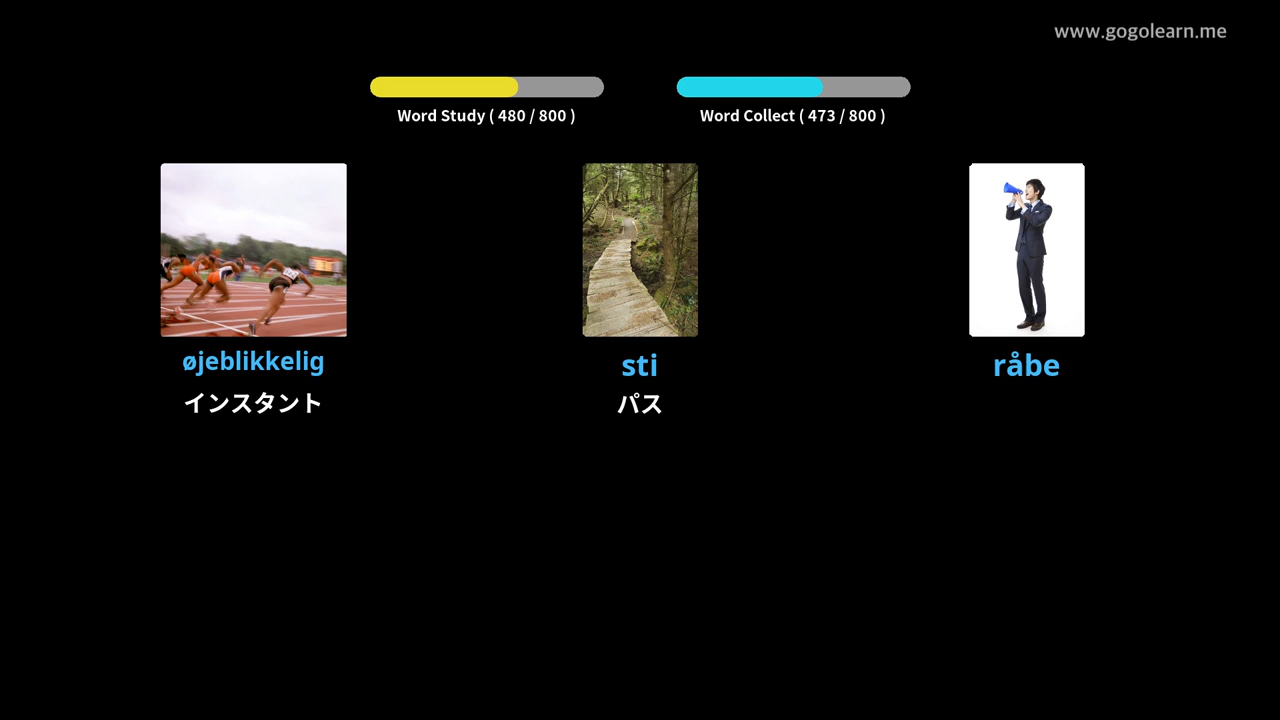 www.gogolearn.me
Word Study ( 480 / 800 )
Word Collect ( 473 / 800 )
øjeblikkelig
インスタント
sti
パス
råbe